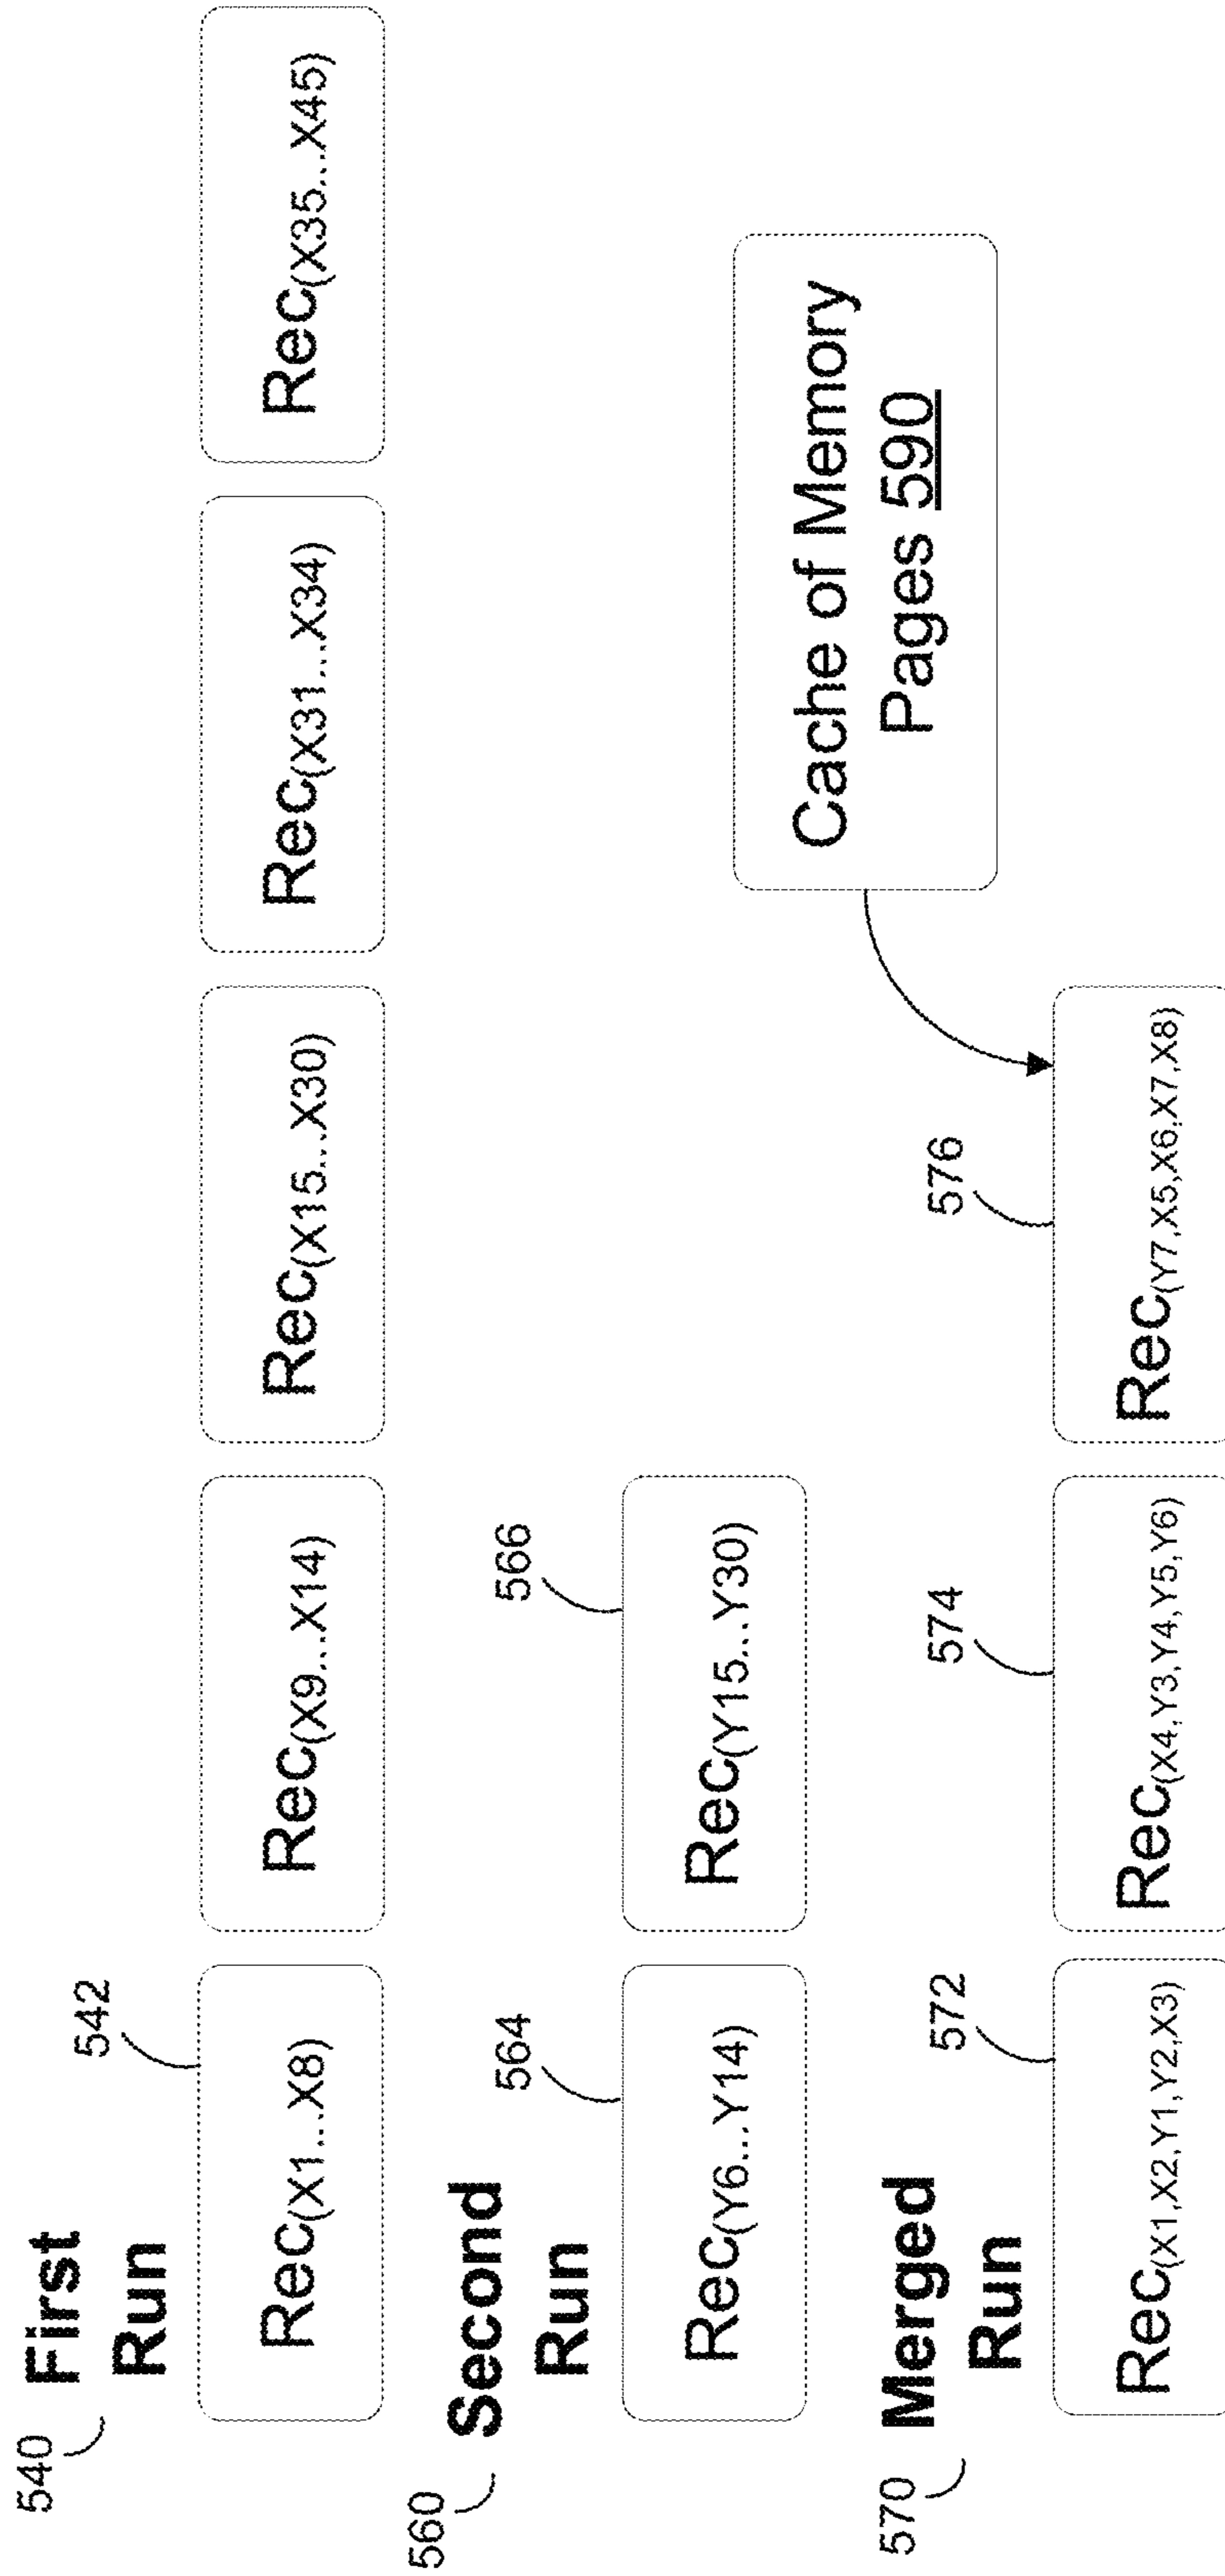 540
First
Run
542
Rec(X1...X8)
Rec(X9...X14)
Rec(X15...X30)
Rec(X31...X34)
Rec(X35...X45)
560
Second
Run
564
566
Rec(Y6...Y14)
Rec(Y15...Y30)
Cache of Memory
Pages 590
570
Merged
Run
572
574
576
Rec(X1,X2,Y1,Y2,X3)
Rec(X4,Y3,Y4,Y5,Y6)
Rec(Y7,X5,X6,X7,X8)